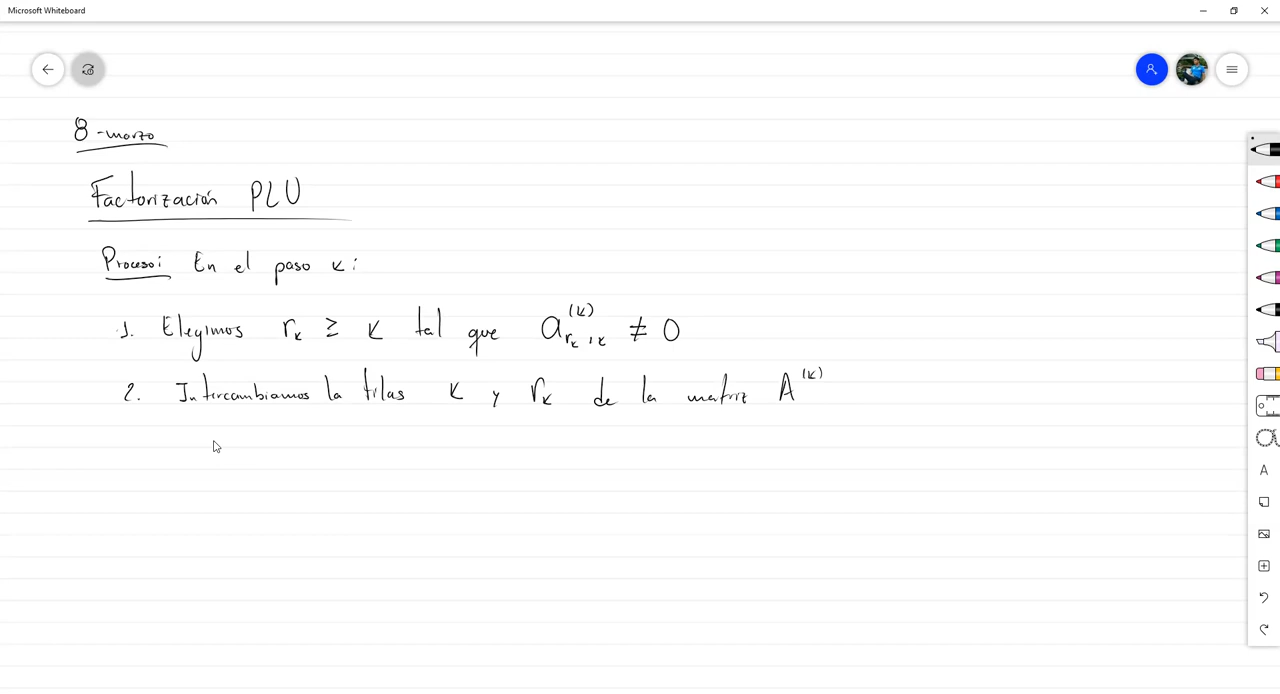 Microsoft Whiteboard
8 - marzo
Factorización PLU
Proceso: En el paso k:
1. Elegimos r_k ≥ k tal que a_{r_k,k}^{(k)} ≠ 0
2. Intercambiamos la filas k y r_k de la matriz A^{(k)}
A